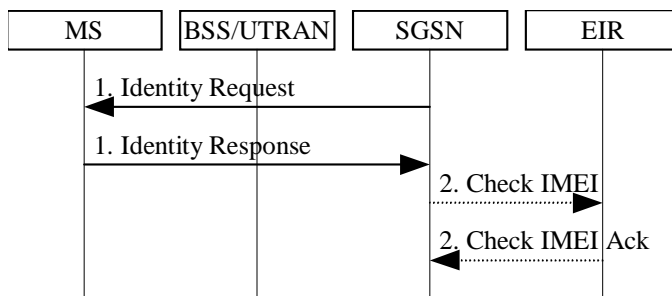 MS
BSS/UTRAN
SGSN
EIR
1. Identity Request
1. Identity Response
2. Check IMEI
2. Check IMEI Ack